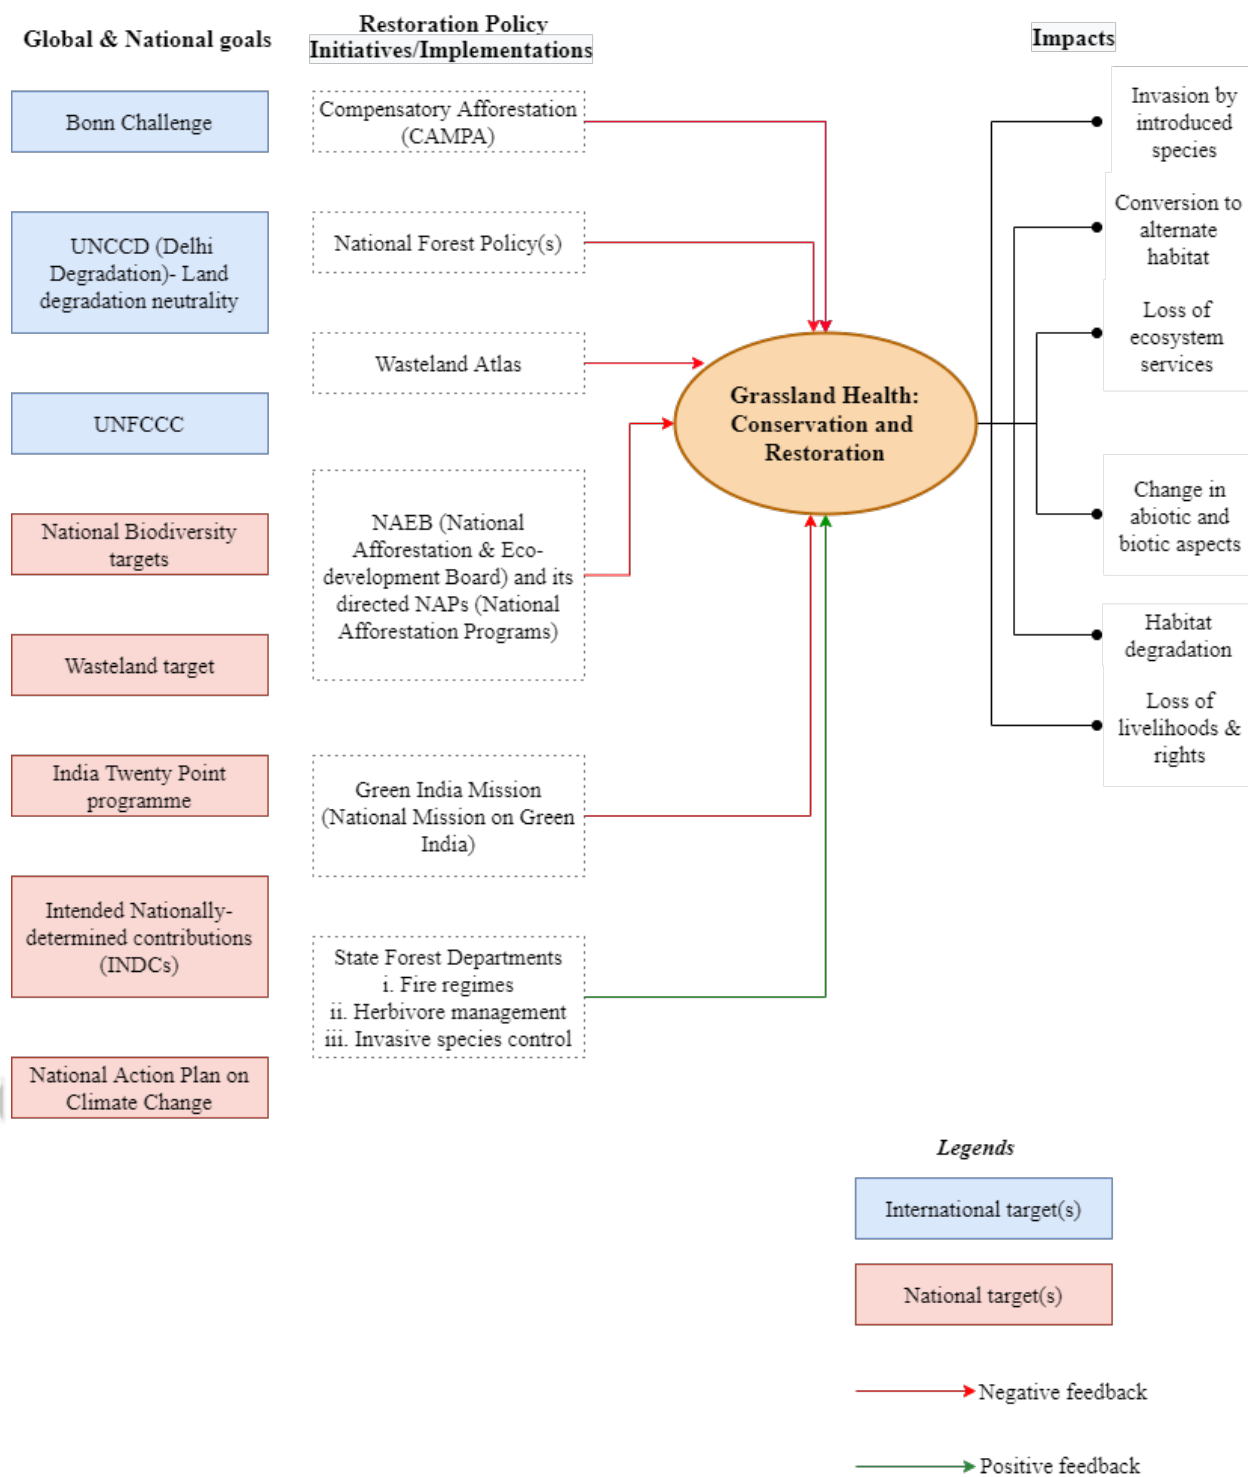 Global & National goals
Restoration Policy
Initiatives/Implementations
Impacts
Bonn Challenge
UNCCD (Delhi
Degradation)- Land
degradation neutrality
UNFCCC
National Biodiversity
targets
Wasteland target
India Twenty Point
programme
Intended Nationally-
determined contributions
(INDCs)
National Action Plan on
Climate Change
Compensatory Afforestation
(CAMPA)
National Forest Policy(s)
Wasteland Atlas
NAEB (National
Afforestation & Eco-
development Board) and its
directed NAPs (National
Afforestation Programs)
Green India Mission
(National Mission on Green
India)
State Forest Departments
i. Fire regimes
ii. Herbivore management
iii. Invasive species control
Grassland Health:
Conservation and
Restoration
Invasion by
introduced
species
Conversion to
alternate
habitat
Loss of
ecosystem
services
Change in
abiotic and
biotic aspects
Habitat
degradation
Loss of
livelihoods &
rights
Legends
International target(s)
National target(s)
Negative feedback
Positive feedback